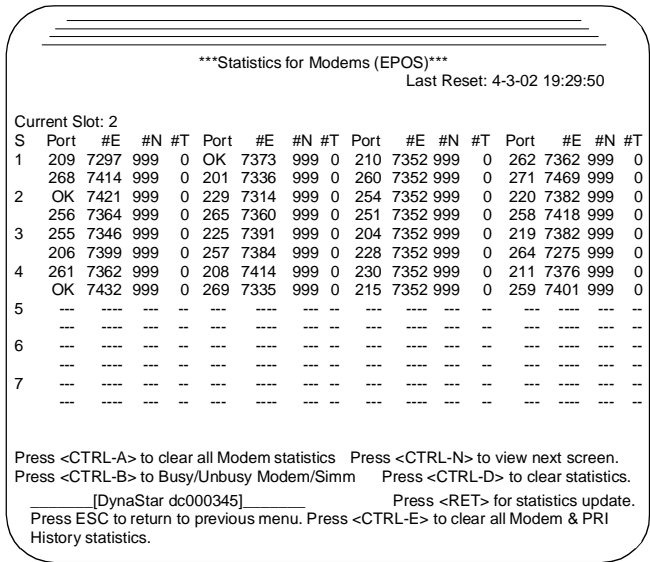 ***Statistics for Modems (EPOS)***
Last Reset: 4-3-02 19:29:50
Current Slot: 2
S Port #E #N #T Port #E #N #T Port #E #N #T Port #E #N #T
1 209 7297 999 0 OK 7373 999 0 210 7352 999 0 262 7362 999 0
268 7414 999 0 201 7336 999 0 260 7352 999 0 271 7469 999 0
2 OK 7421 999 0 229 7314 999 0 254 7352 999 0 220 7382 999 0
256 7364 999 0 265 7360 999 0 251 7352 999 0 258 7418 999 0
3 255 7346 999 0 225 7391 999 0 204 7352 999 0 219 7382 999 0
206 7399 999 0 257 7384 999 0 228 7352 999 0 264 7275 999 0
4 261 7362 999 0 208 7414 999 0 230 7352 999 0 211 7376 999 0
OK 7432 999 0 269 7335 999 0 215 7352 999 0 259 7401 999 0
5 --- ---- --- -- --- ---- --- -- --- ---- --- -- --- ---- --- --
--- ---- --- -- --- ---- --- -- --- ---- --- -- --- ---- --- --
6 --- ---- --- -- --- ---- --- -- --- ---- --- -- --- ---- --- --
--- ---- --- -- --- ---- --- -- --- ---- --- -- --- ---- --- --
7 --- ---- --- -- --- ---- --- -- --- ---- --- -- --- ---- --- --
--- ---- --- -- --- ---- --- -- --- ---- --- -- --- ---- --- --
Press <CTRL-A> to clear all Modem statistics Press <CTRL-N> to view next screen.
Press <CTRL-B> to Busy/Unbusy Modem/Simm Press <CTRL-D> to clear statistics.
_______[DynaStar dc000345]_______ Press <RET> for statistics update.
Press ESC to return to previous menu. Press <CTRL-E> to clear all Modem & PRI
History statistics.